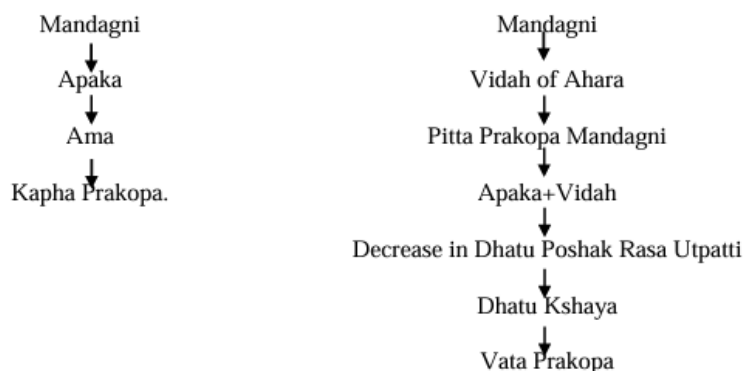 Mandagni
Apaka
Ama
Kapha Prakopa.
Mandagni
Vidah of Ahara
Pitta Prakopa Mandagni
Apaka+Vidah
Decrease in Dhatu Poshak Rasa Utpatti
Dhatu Kshaya
Vata Prakopa